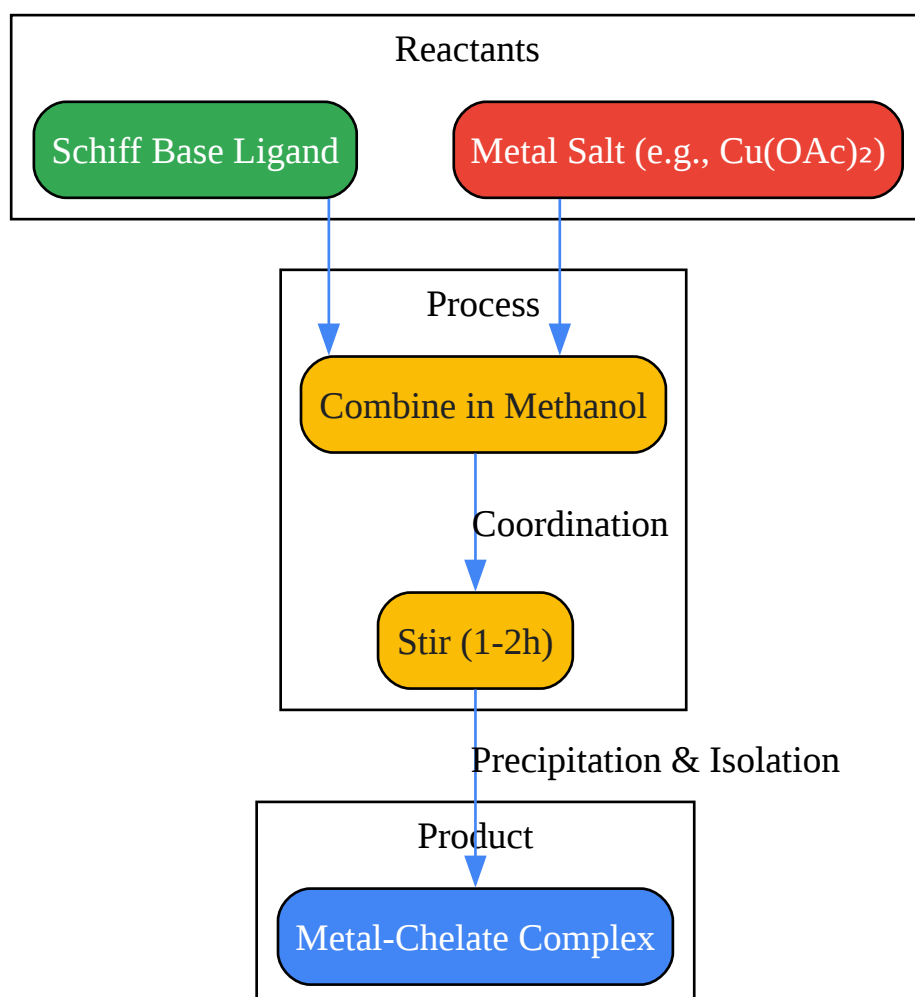 Reactants
Schiff Base Ligand
Metal Salt (e.g., Cu(OAc)₂)
Process
Combine in Methanol
Coordination
Stir (1-2h)
Precipitation & Isolation
Product
Metal-Chelate Complex